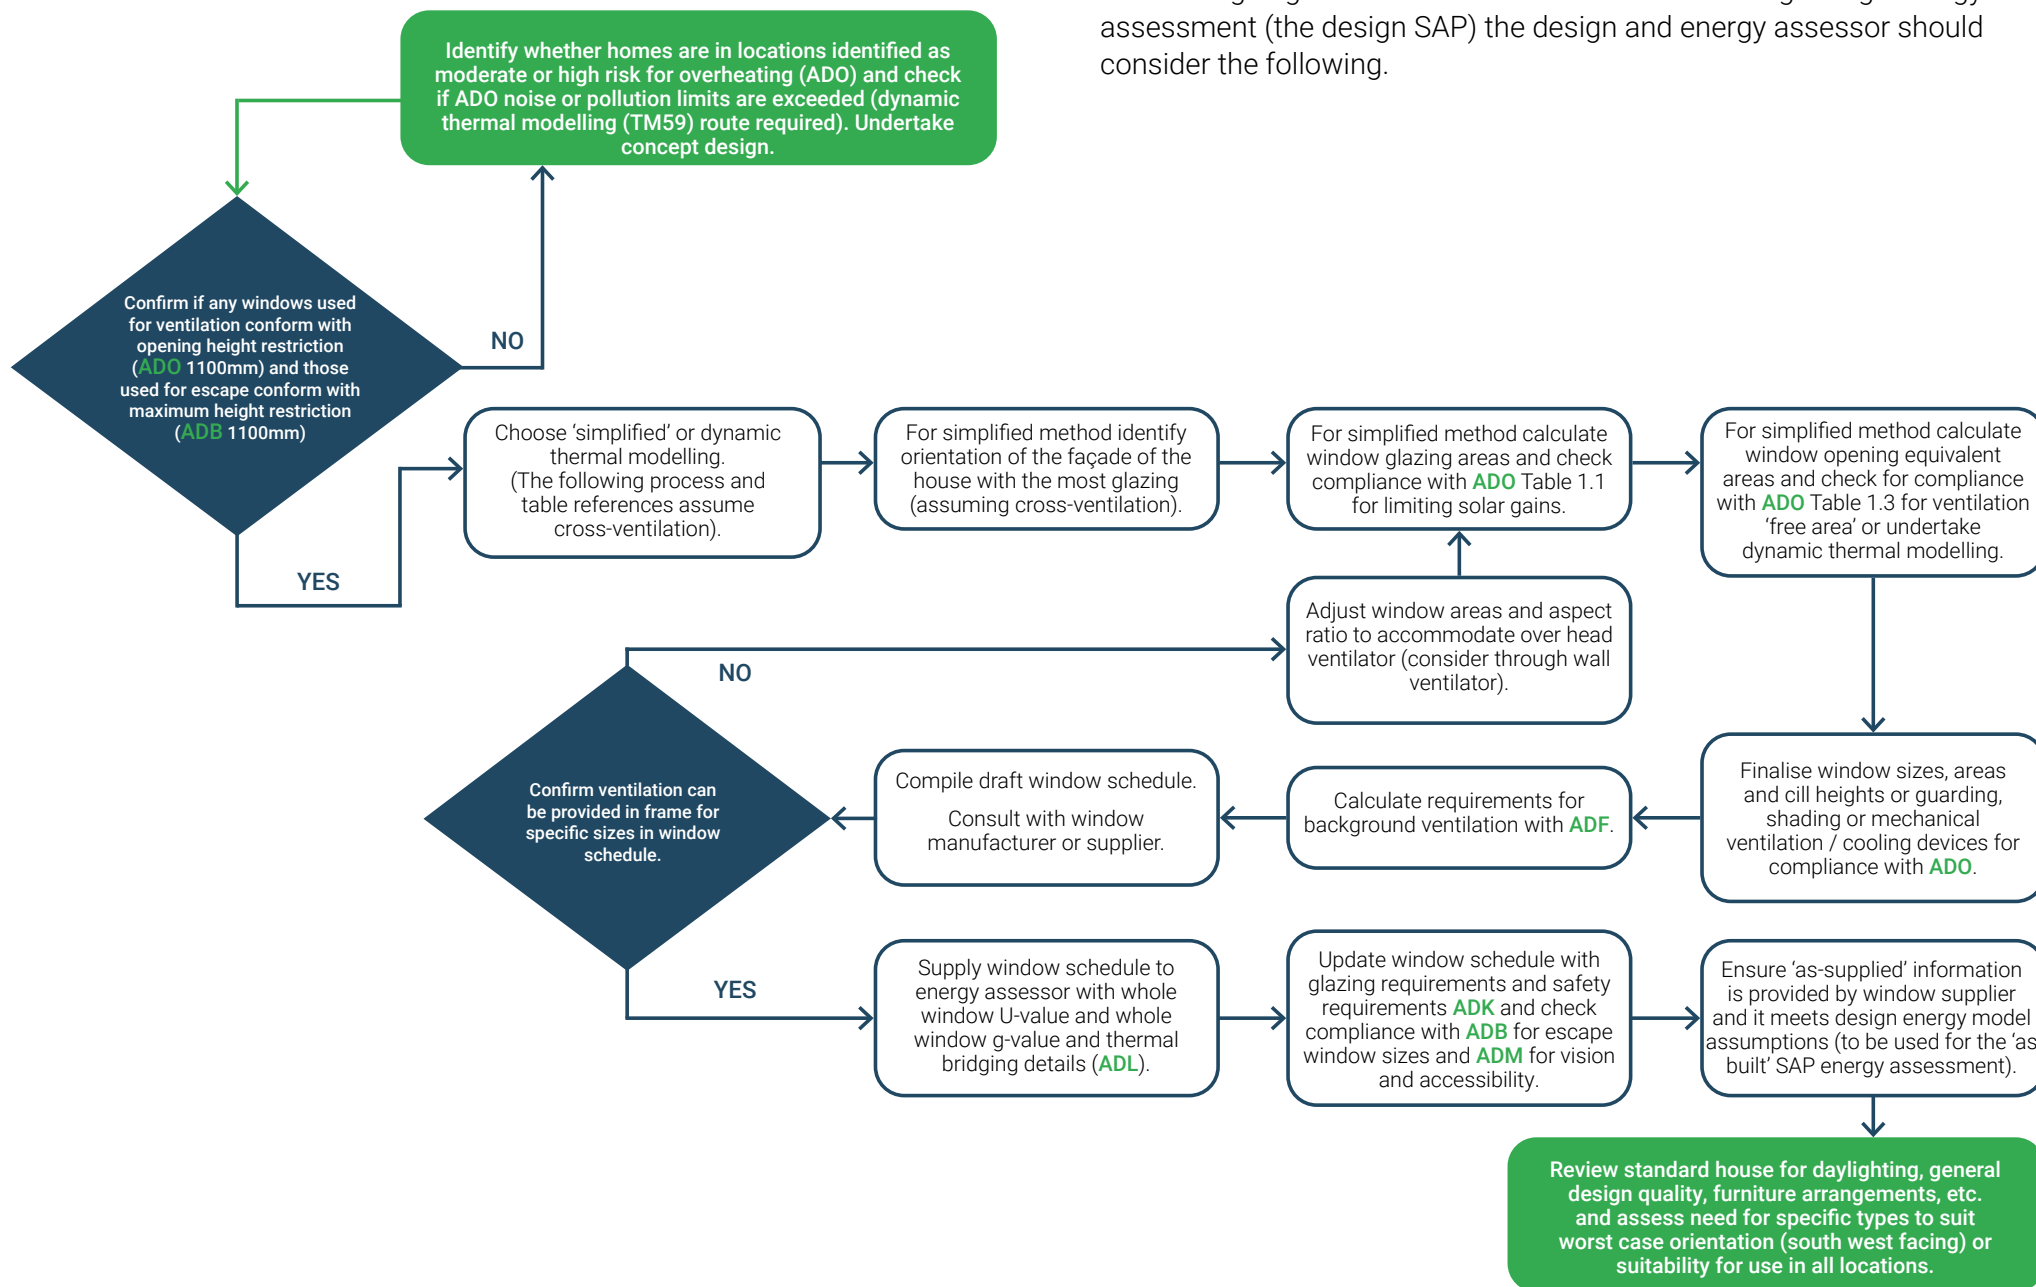 assessment (the design SAP) the design and energy assessor should
consider the following.
Identify whether homes are in locations identified as
moderate or high risk for overheating (ADO) and check
if ADO noise or pollution limits are exceeded (dynamic
thermal modelling (TM59) route required). Undertake
concept design.
Confirm if any windows used
for ventilation conform with
opening height restriction
(ADO 1100mm) and those
used for escape conform with
maximum height restriction
(ADB 1100mm)
NO
YES
Choose ‘simplified’ or dynamic
thermal modelling.
(The following process and
table references assume
cross-ventilation).
For simplified method identify
orientation of the façade of the
house with the most glazing
(assuming cross-ventilation).
For simplified method calculate
window glazing areas and check
compliance with ADO Table 1.1
for limiting solar gains.
For simplified method calculate
window opening equivalent
areas and check for compliance
with ADO Table 1.3 for ventilation
‘free area’ or undertake
dynamic thermal modelling.
Adjust window areas and aspect
ratio to accommodate over head
ventilator (consider through wall
ventilator).
NO
Confirm ventilation can
be provided in frame for
specific sizes in window
schedule.
Compile draft window schedule.
Consult with window
manufacturer or supplier.
Calculate requirements for
background ventilation with ADF.
Finalise window sizes, areas
and cill heights or guarding,
shading or mechanical
ventilation / cooling devices for
compliance with ADO.
YES
Supply window schedule to
energy assessor with whole
window U-value and whole
window g-value and thermal
bridging details (ADL).
Update window schedule with
glazing requirements and safety
requirements ADK and check
compliance with ADB for escape
window sizes and ADM for vision
and accessibility.
Ensure ‘as-supplied’ information
is provided by window supplier
and it meets design energy model
assumptions (to be used for the ‘as
built’ SAP energy assessment).
Review standard house for daylighting, general
design quality, furniture arrangements, etc.
and assess need for specific types to suit
worst case orientation (south west facing) or
suitability for use in all locations.